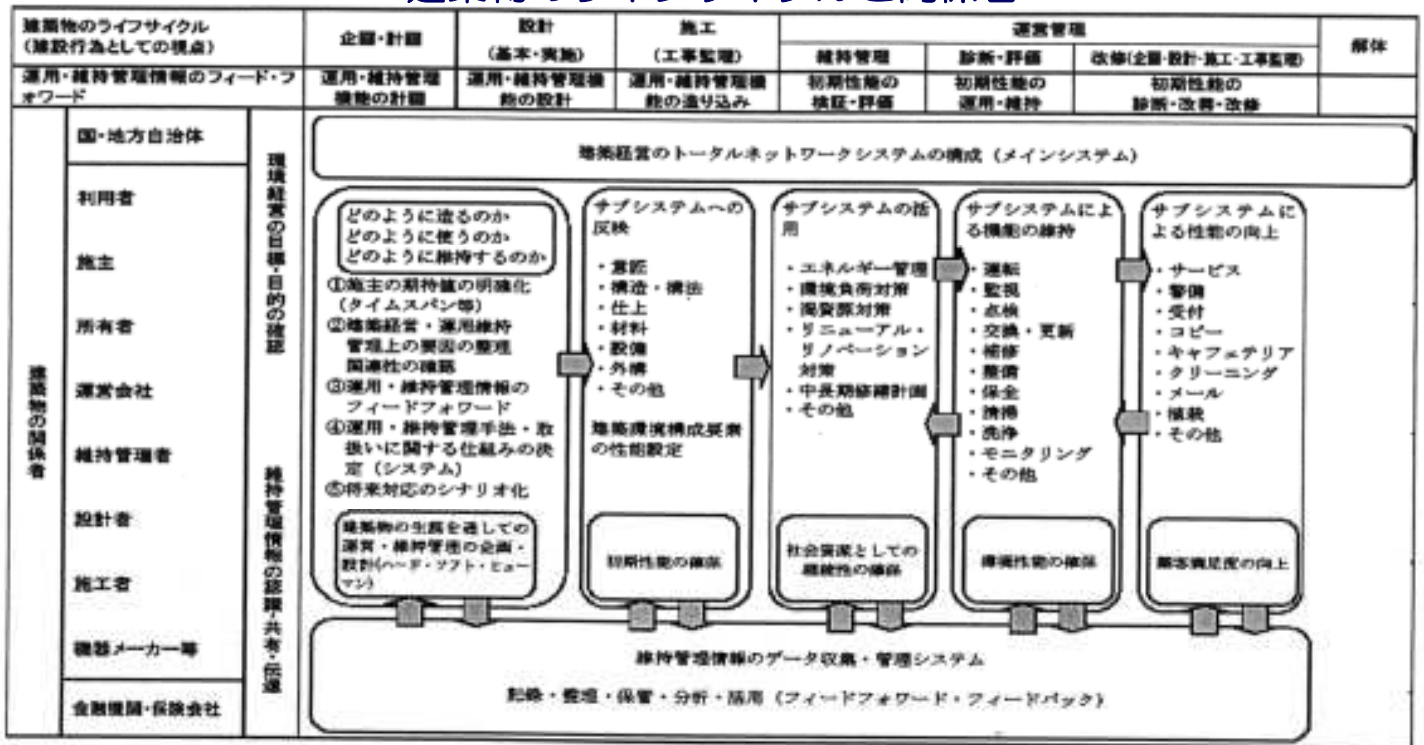 建築物のライフサイクル
(建設行為としての視点)
企画・計画
設計
(基本・実施)
施工
(工事監理)
運営管理
維持管理
診断・評価
改修(企画・設計・施工・工事監理)
解体
運用・維持管理情報のフィード・フ
ォワード
運用・維持管理
機能の計画
運用・維持管理機
能の設計
運用・維持管理機
能の造り込み
初期性能の
検証・評価
初期性能の
運用・維持
初期性能の
診断・改善・改修
建築物の関係者
国・地方自治体
利用者
施主
所有者
運営会社
維持管理者
設計者
施工者
機器メーカー等
金融機関・保険会社
環境経営の目標・目的の確認
維持管理情報の認識・共有・伝達
建築経営のトータルネットワークシステムの構成(メインシステム)
どのように造るのか
どのように使うのか
どのように維持するのか
①施主の期待値の明確化
(タイムスパン等)
②建築経営・運用維持
管理上の要因の整理
関連性の確認
③運用・維持管理情報の
フィードフォワード
④運用・維持管理手法・取
扱いに関する仕組みの決
定(システム)
⑤将来対応のシナリオ化
建築物の生涯を通しての
運営・維持管理の企画・
設計(ハード・ソフト・ヒュー
マン)
サブシステムへの
反映
・意匠
・構造・構法
・仕上
・材料
・設備
・外構
・その他
建築環境構成要素
の性能設定
初期性能の確保
サブシステムの活
用
・エネルギー管理
・環境負荷対策
・リニューアル・
リノベーション
対策
・中長期修繕計画
・その他
社会資源としての
継続性の確保
サブシステムによ
る機能の維持
・運転
・監視
・点検
・交換・更新
・補修
・整備
・保全
・清掃
・洗浄
・モニタリング
・その他
環境性能の確保
サブシステムに
よる性能の向上
・サービス
・警備
・受付
・コピー
・キャフェテリア
・クリーニング
・メール
・植栽
・その他
顧客満足度の向上
維持管理情報のデータ収集・管理システム
記録・整理・保管・分析・活用(フィードフォワード・フィードバック)